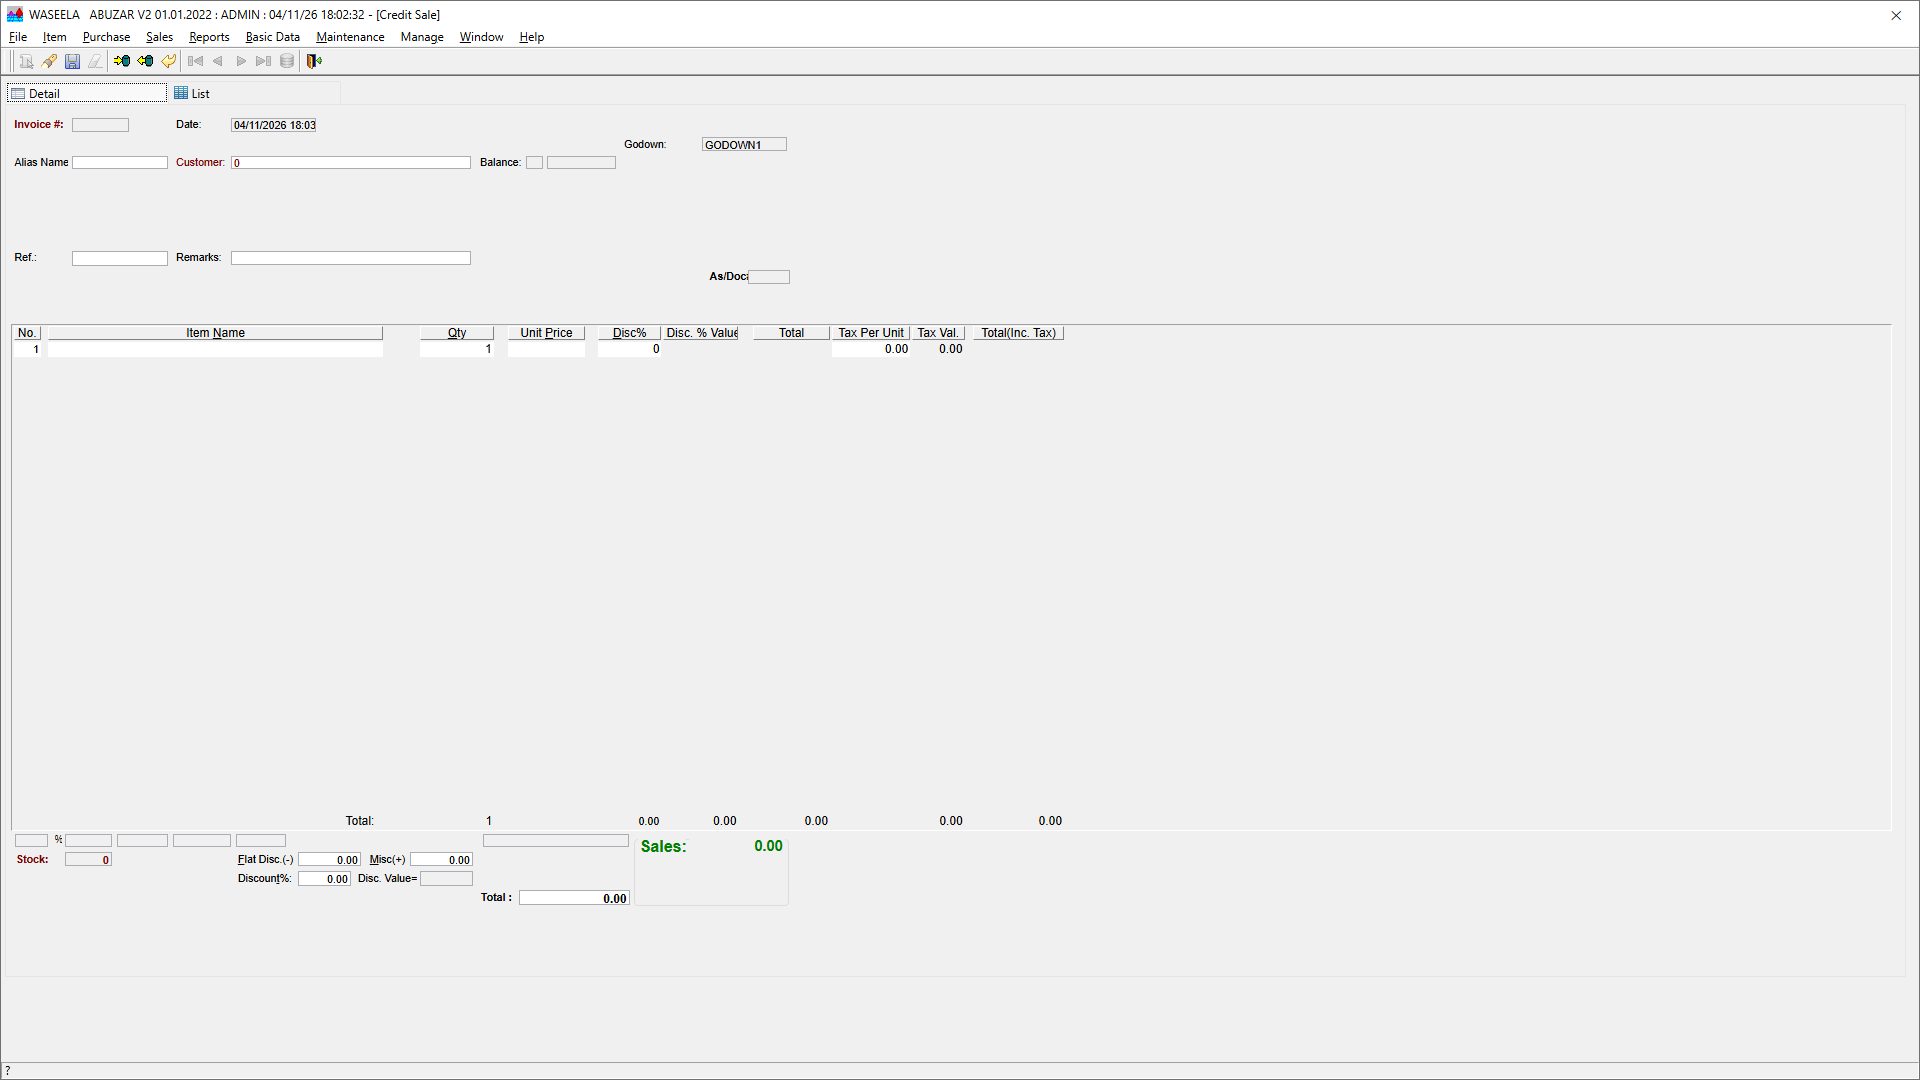 WASEELA ABUZAR V2 01.01.2022 : ADMIN : 04/11/26 18:02:32 - [Credit Sale]
File Item Purchase Sales Reports Basic Data Maintenance Manage Window Help
Detail List
Invoice #: Date: 04/11/2026 18:03
Godown: GODOWN1
Alias Name Customer: 0 Balance:
Ref.: Remarks:
As/Doc
No. Item Name Qty Unit Price Disc% Disc. % Value Total Tax Per Unit Tax Val. Total(Inc. Tax)
1 1 0 0.00 0.00
Total: 1 0.00 0.00 0.00 0.00 0.00
%
Sales: 0.00
Stock: 0 Flat Disc.(-) 0.00 Misc(+) 0.00
Discount%: 0.00 Disc. Value=
Total : 0.00
?